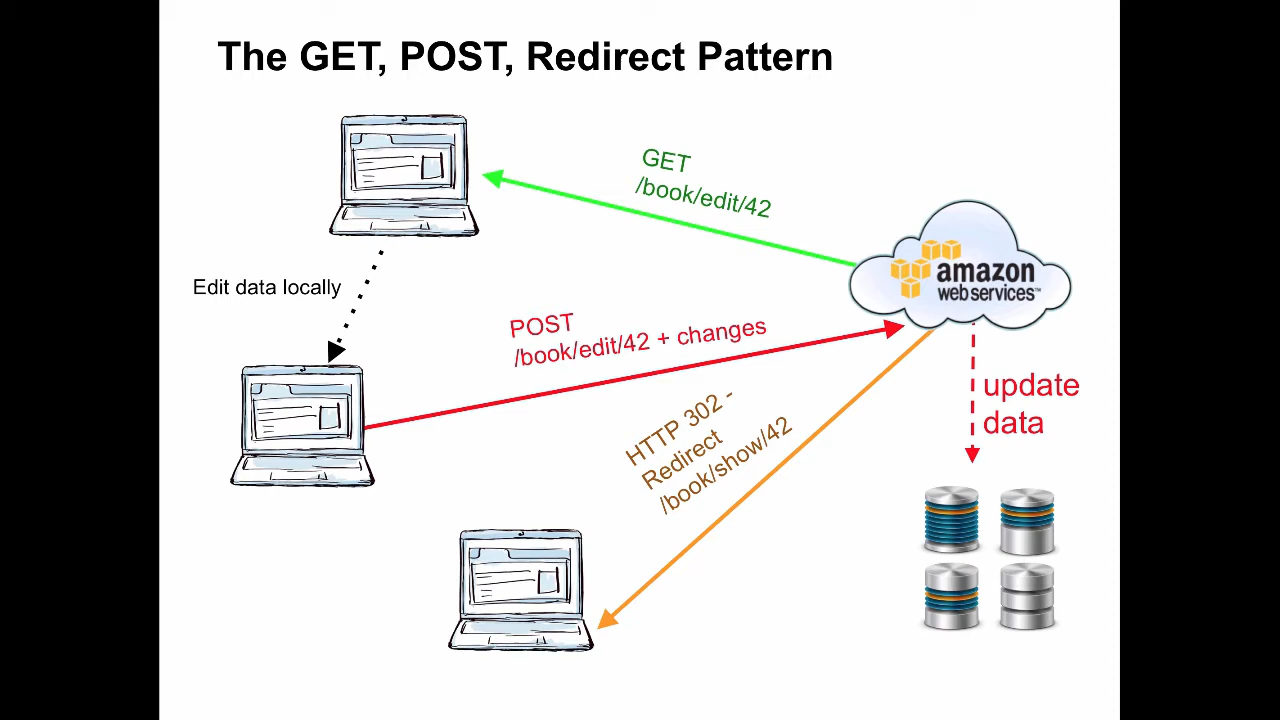 The GET, POST, Redirect Pattern
GET
/book/edit/42
amazon
web services™
Edit data locally
POST
/book/edit/42 + changes
update
data
HTTP 302 -
Redirect
/book/show/42